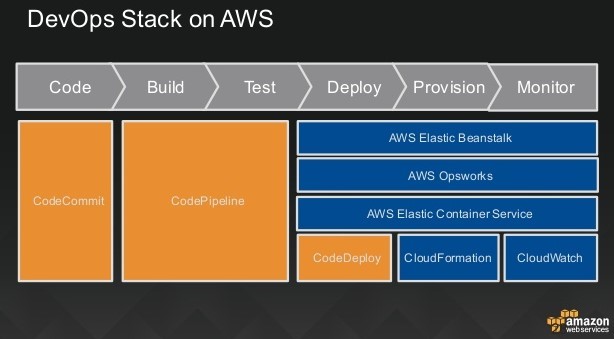 DevOps Stack on AWS
Code
Build
Test
Deploy
Provision
Monitor
CodeCommit
CodePipeline
AWS Elastic Beanstalk
AWS Opsworks
AWS Elastic Container Service
CodeDeploy
CloudFormation
CloudWatch
amazon
webservices